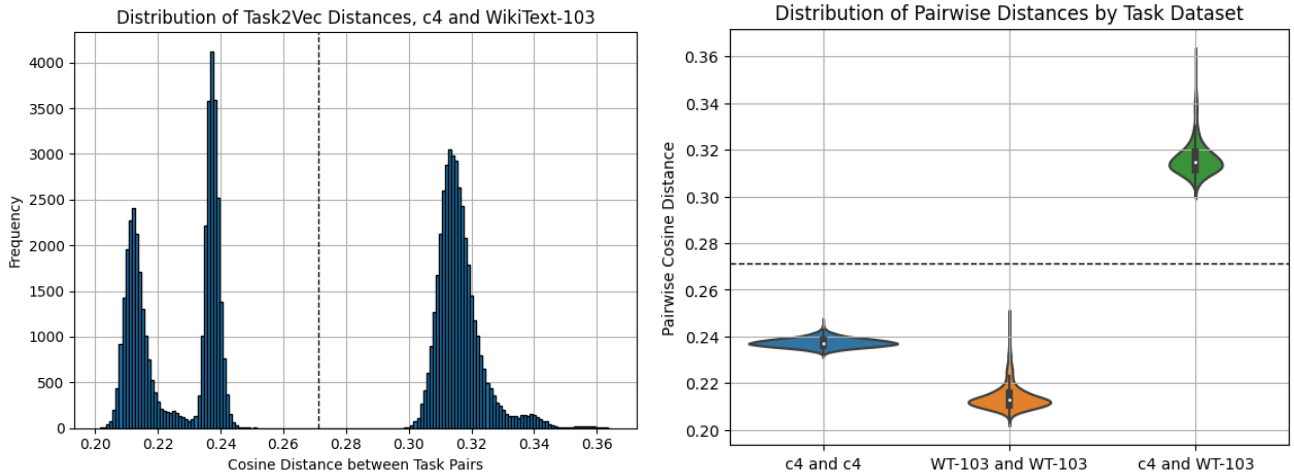 Distribution of Task2Vec Distances, c4 and WikiText-103
Frequency
4000
3500
3000
2500
2000
1500
1000
500
0
0.20 0.22 0.24 0.26 0.28 0.30 0.32 0.34 0.36
Cosine Distance between Task Pairs
Distribution of Pairwise Distances by Task Dataset
Pairwise Cosine Distance
0.36
0.34
0.32
0.30
0.28
0.26
0.24
0.22
0.20
c4 and c4 WT-103 and WT-103 c4 and WT-103